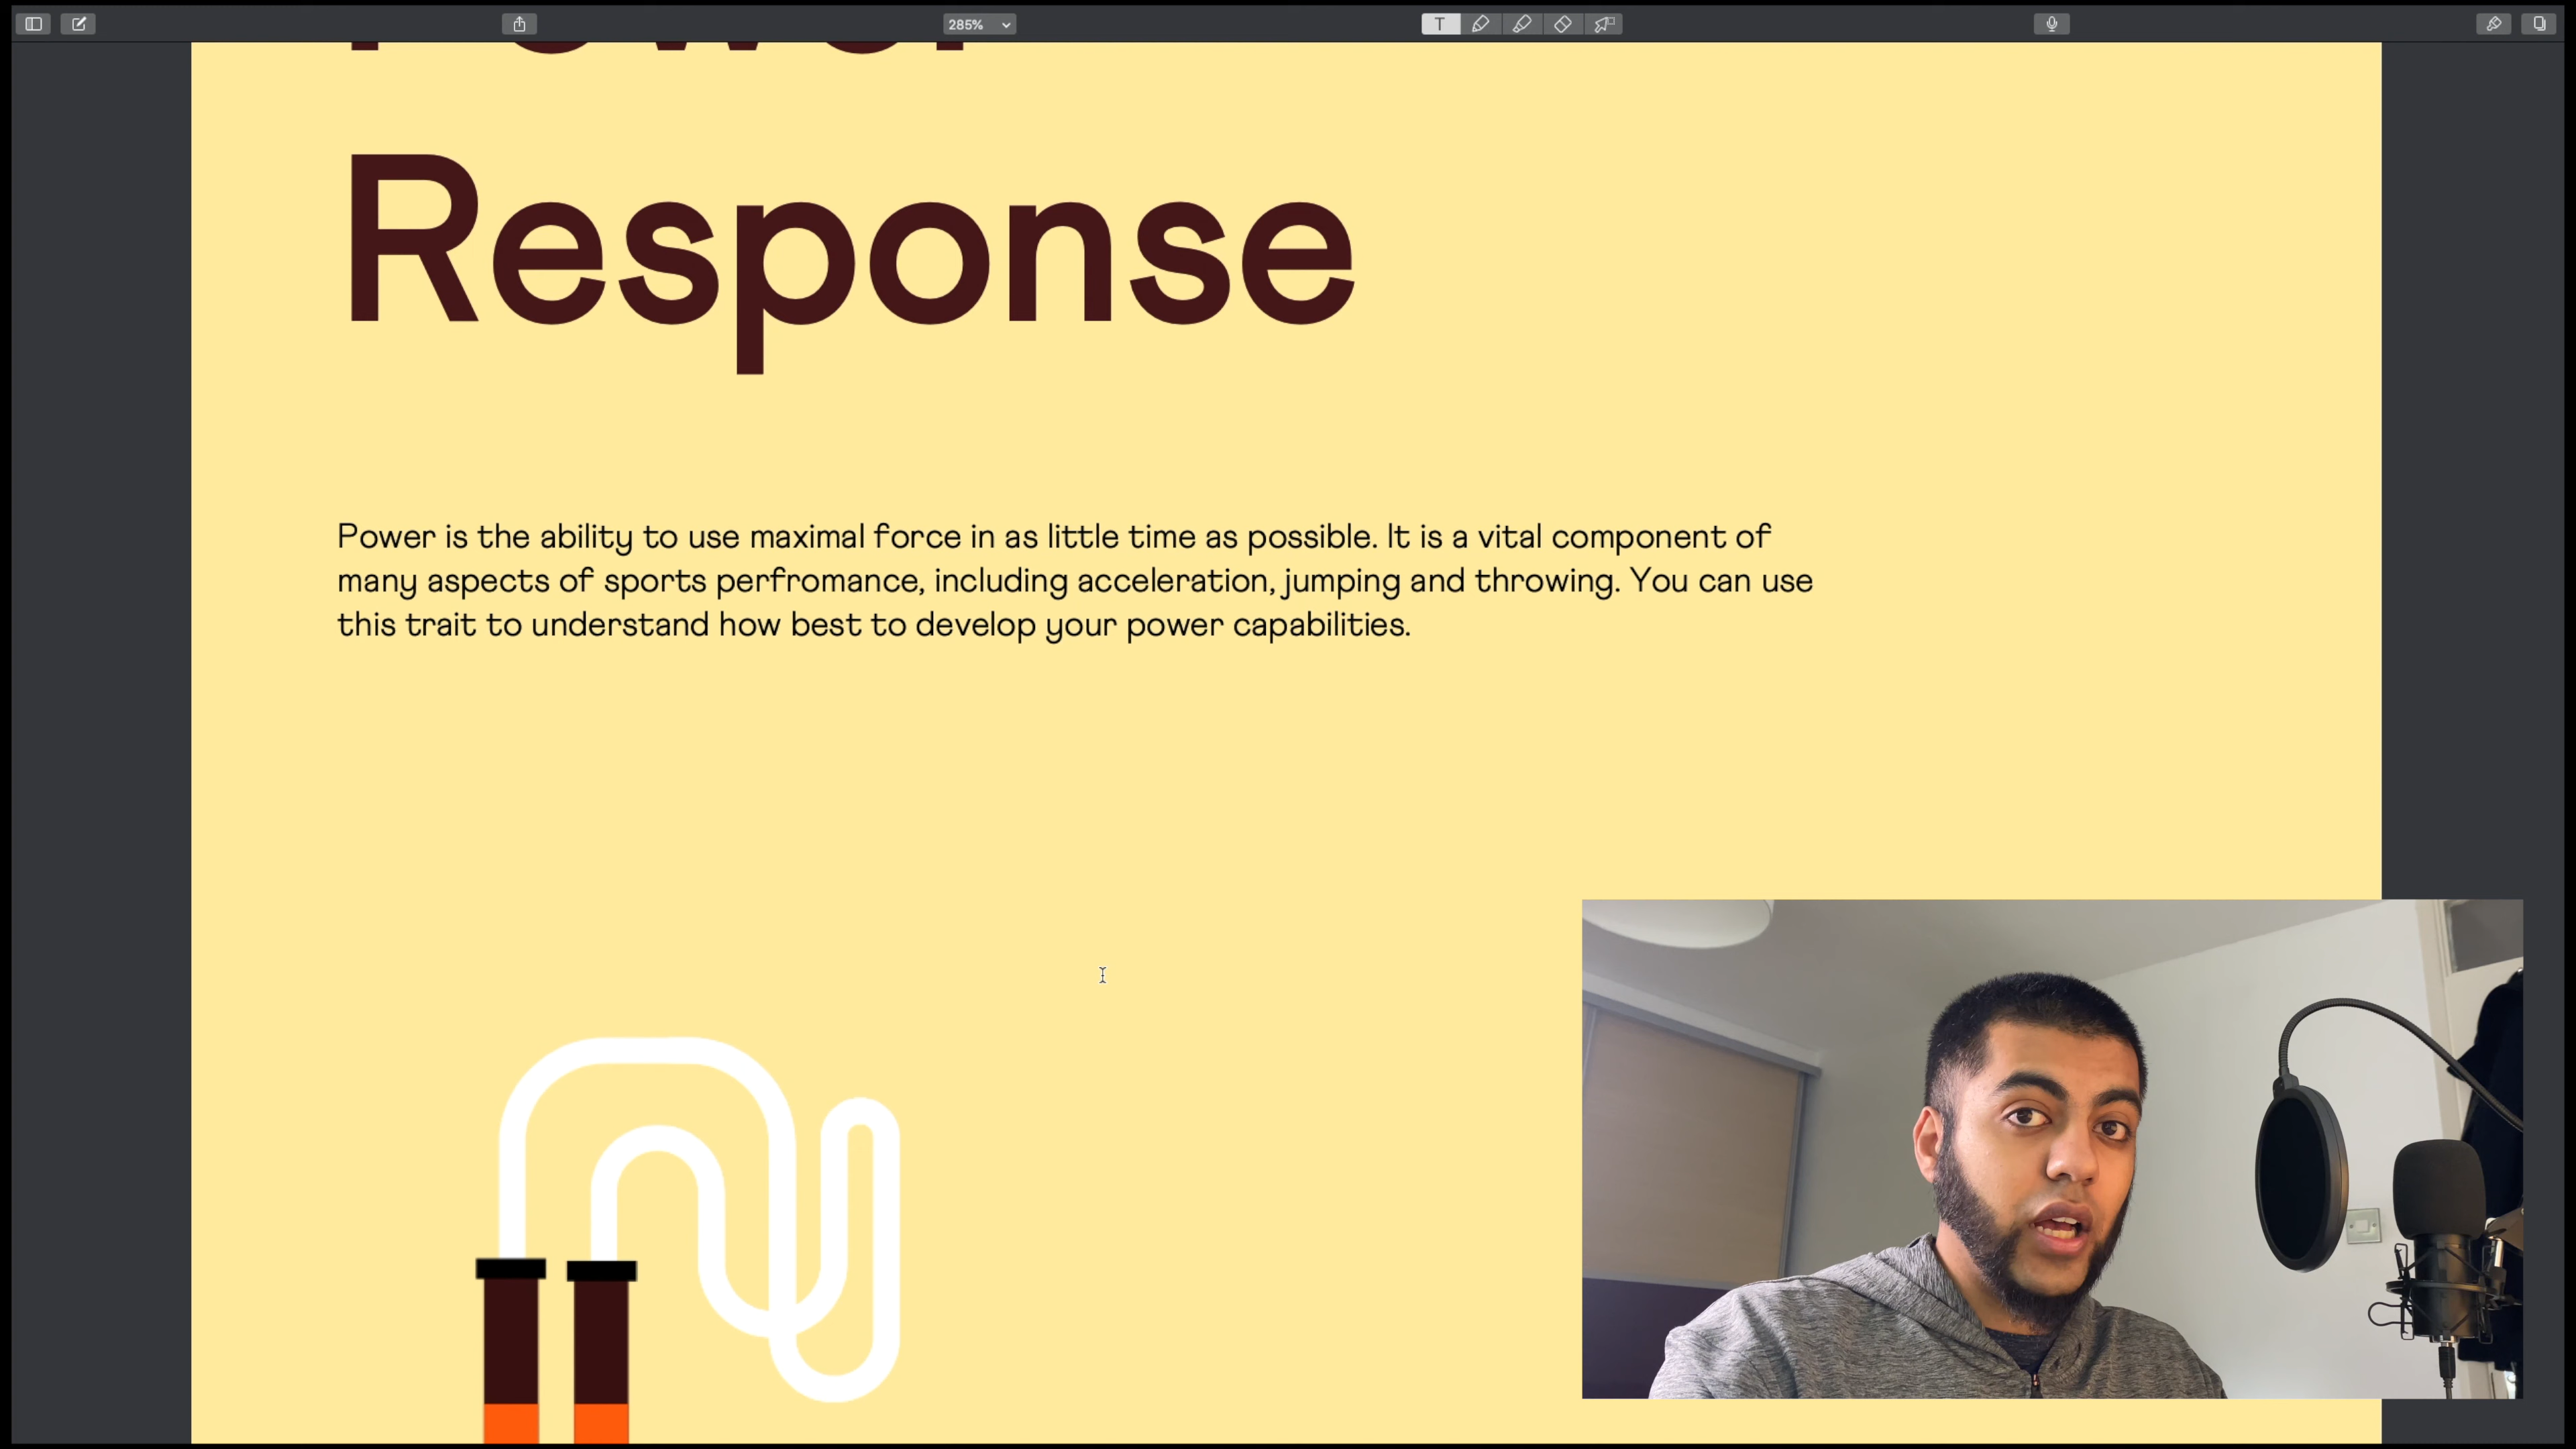 285%
T
Power
Response
Power is the ability to use maximal force in as little time as possible. It is a vital component of
many aspects of sports perfromance, including acceleration, jumping and throwing. You can use
this trait to understand how best to develop your power capabilities.